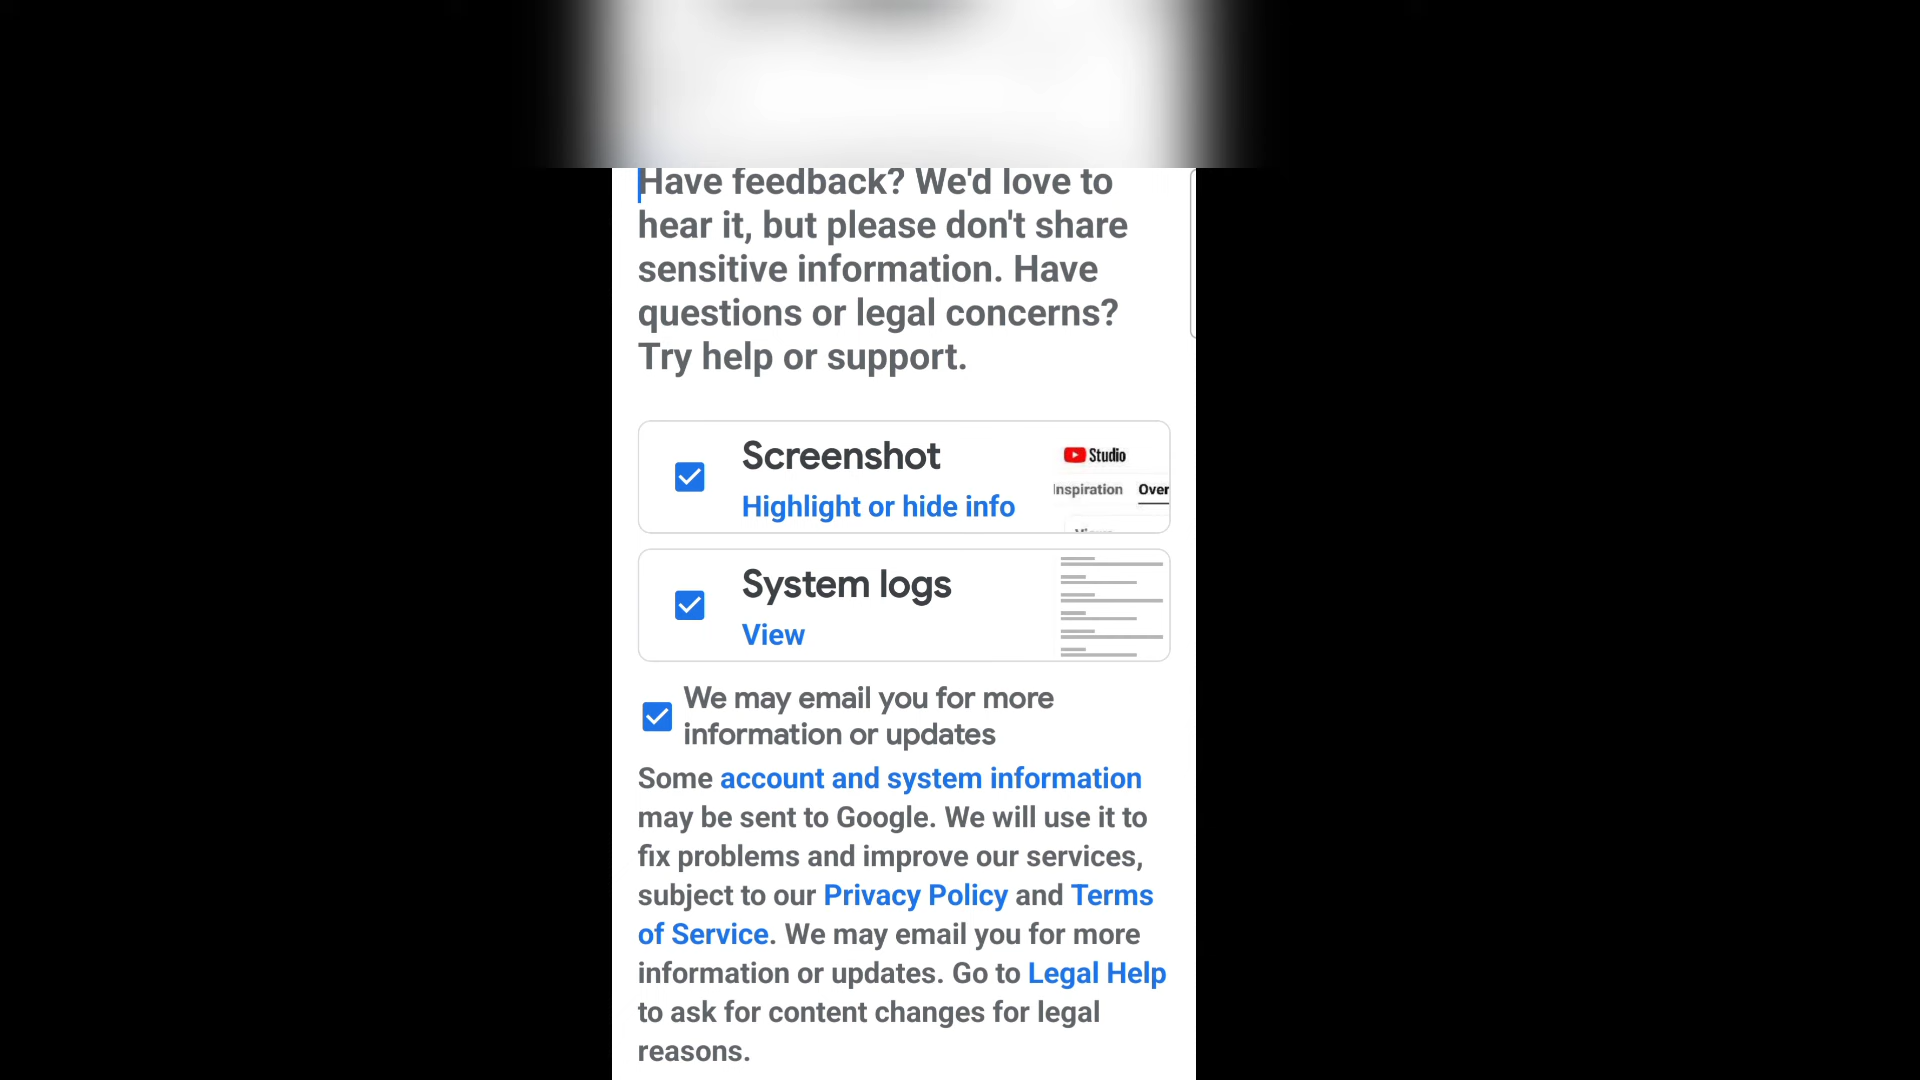 Have feedback? We'd love to
hear it, but please don't share
sensitive information. Have
questions or legal concerns?
Try help or support.
Screenshot
Highlight or hide info
Studio
Inspiration Over
System logs
View
We may email you for more
information or updates
Some account and system information
may be sent to Google. We will use it to
fix problems and improve our services,
subject to our Privacy Policy and Terms
of Service. We may email you for more
information or updates. Go to Legal Help
to ask for content changes for legal
reasons.